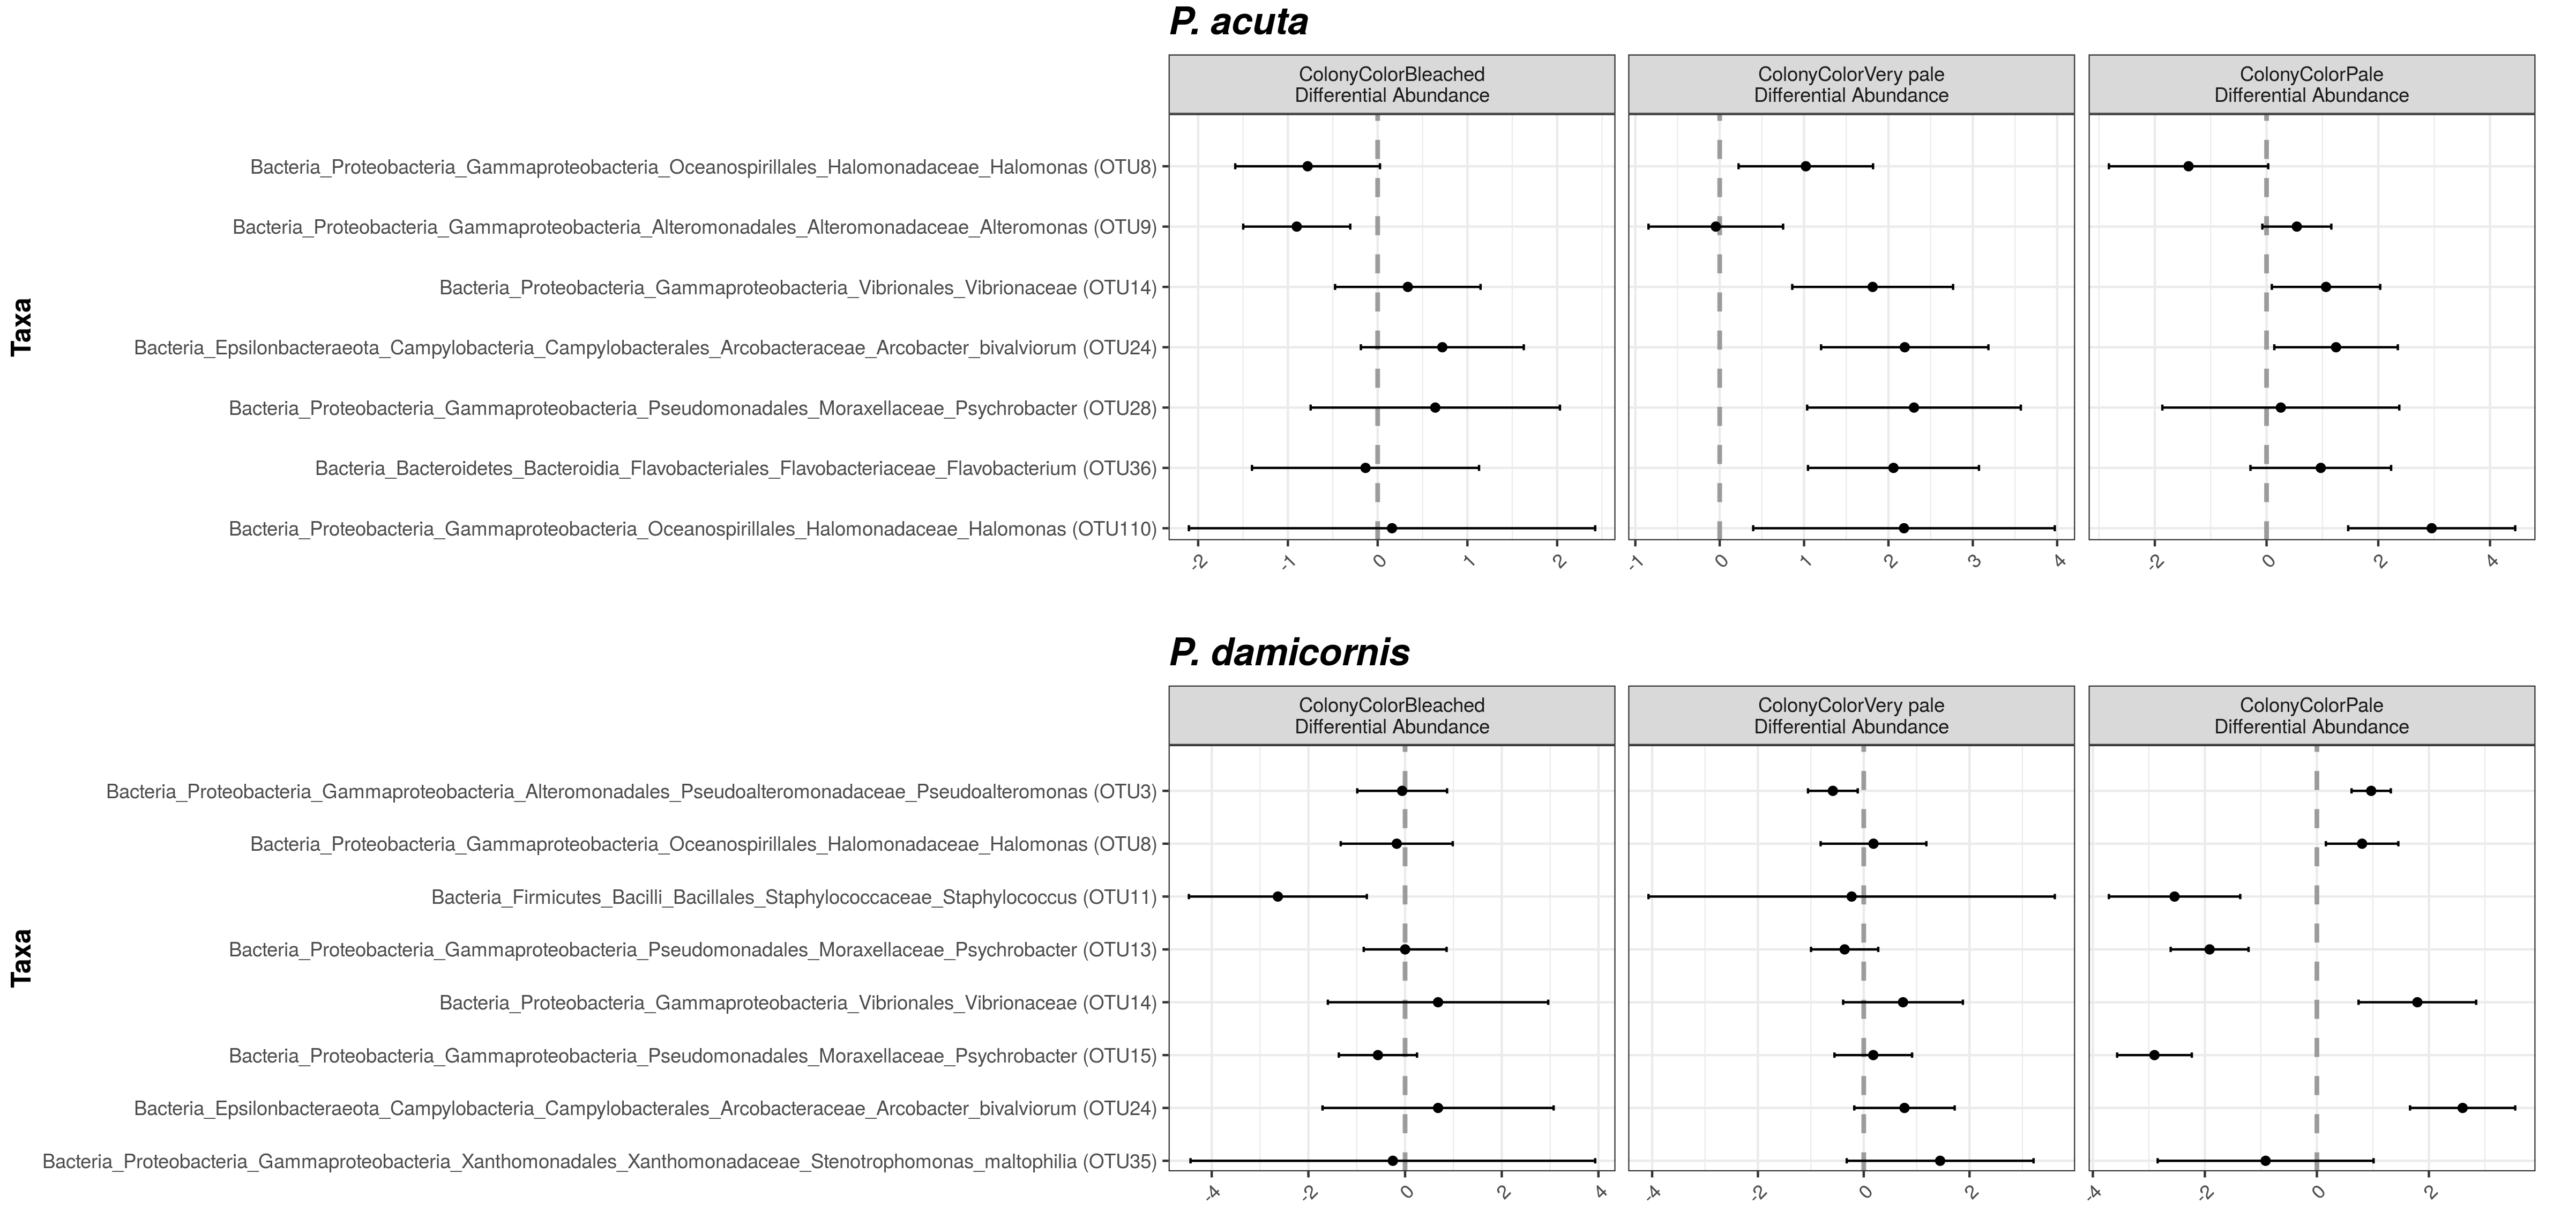 P. acuta
ColonyColorBleached
Differential Abundance
ColonyColorVery pale
Differential Abundance
ColonyColorPale
Differential Abundance
Taxa
Bacteria_Proteobacteria_Gammaproteobacteria_Oceanospirillales_Halomonadaceae_Halomonas (OTU8)
Bacteria_Proteobacteria_Gammaproteobacteria_Alteromonadales_Alteromonadaceae_Alteromonas (OTU9)
Bacteria_Proteobacteria_Gammaproteobacteria_Vibrionales_Vibrionaceae (OTU14)
Bacteria_Epsilonbacteraeota_Campylobacteria_Campylobacterales_Arcobacteraceae_Arcobacter_bivalviorum (OTU24)
Bacteria_Proteobacteria_Gammaproteobacteria_Pseudomonadales_Moraxellaceae_Psychrobacter (OTU28)
Bacteria_Bacteroidetes_Bacteroidia_Flavobacteriales_Flavobacteriaceae_Flavobacterium (OTU36)
Bacteria_Proteobacteria_Gammaproteobacteria_Oceanospirillales_Halomonadaceae_Halomonas (OTU110)
-2 -1 0 1 2
-1 0 1 2 3 4
-2 0 2 4
P. damicornis
ColonyColorBleached
Differential Abundance
ColonyColorVery pale
Differential Abundance
ColonyColorPale
Differential Abundance
Taxa
Bacteria_Proteobacteria_Gammaproteobacteria_Alteromonadales_Pseudoalteromonadaceae_Pseudoalteromonas (OTU3)
Bacteria_Proteobacteria_Gammaproteobacteria_Oceanospirillales_Halomonadaceae_Halomonas (OTU8)
Bacteria_Firmicutes_Bacilli_Bacillales_Staphylococcaceae_Staphylococcus (OTU11)
Bacteria_Proteobacteria_Gammaproteobacteria_Pseudomonadales_Moraxellaceae_Psychrobacter (OTU13)
Bacteria_Proteobacteria_Gammaproteobacteria_Vibrionales_Vibrionaceae (OTU14)
Bacteria_Proteobacteria_Gammaproteobacteria_Pseudomonadales_Moraxellaceae_Psychrobacter (OTU15)
Bacteria_Epsilonbacteraeota_Campylobacteria_Campylobacterales_Arcobacteraceae_Arcobacter_bivalviorum (OTU24)
Bacteria_Proteobacteria_Gammaproteobacteria_Xanthomonadales_Xanthomonadaceae_Stenotrophomonas_maltophilia (OTU35)
-4 -2 0 2 4
-4 -2 0 2
-4 -2 0 2